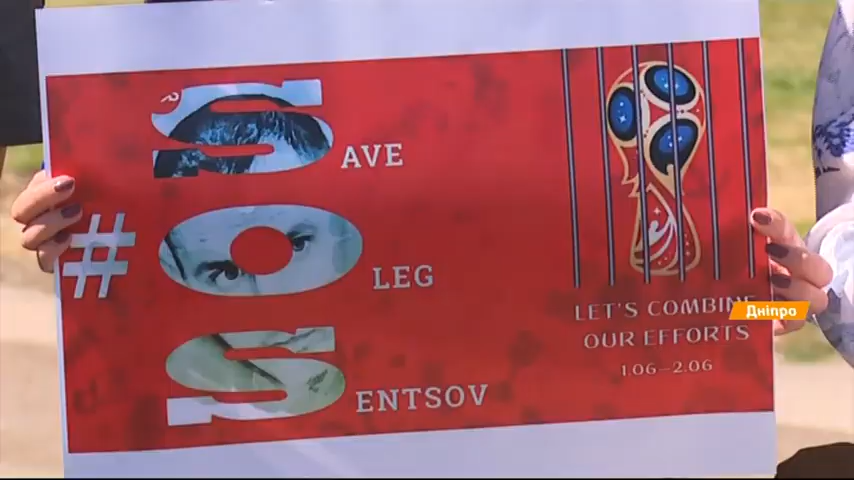 #
SAVE
OLEG
SENTSOV
LET'S COMBINE
OUR EFFORTS
1.06-2.06
Дніпро